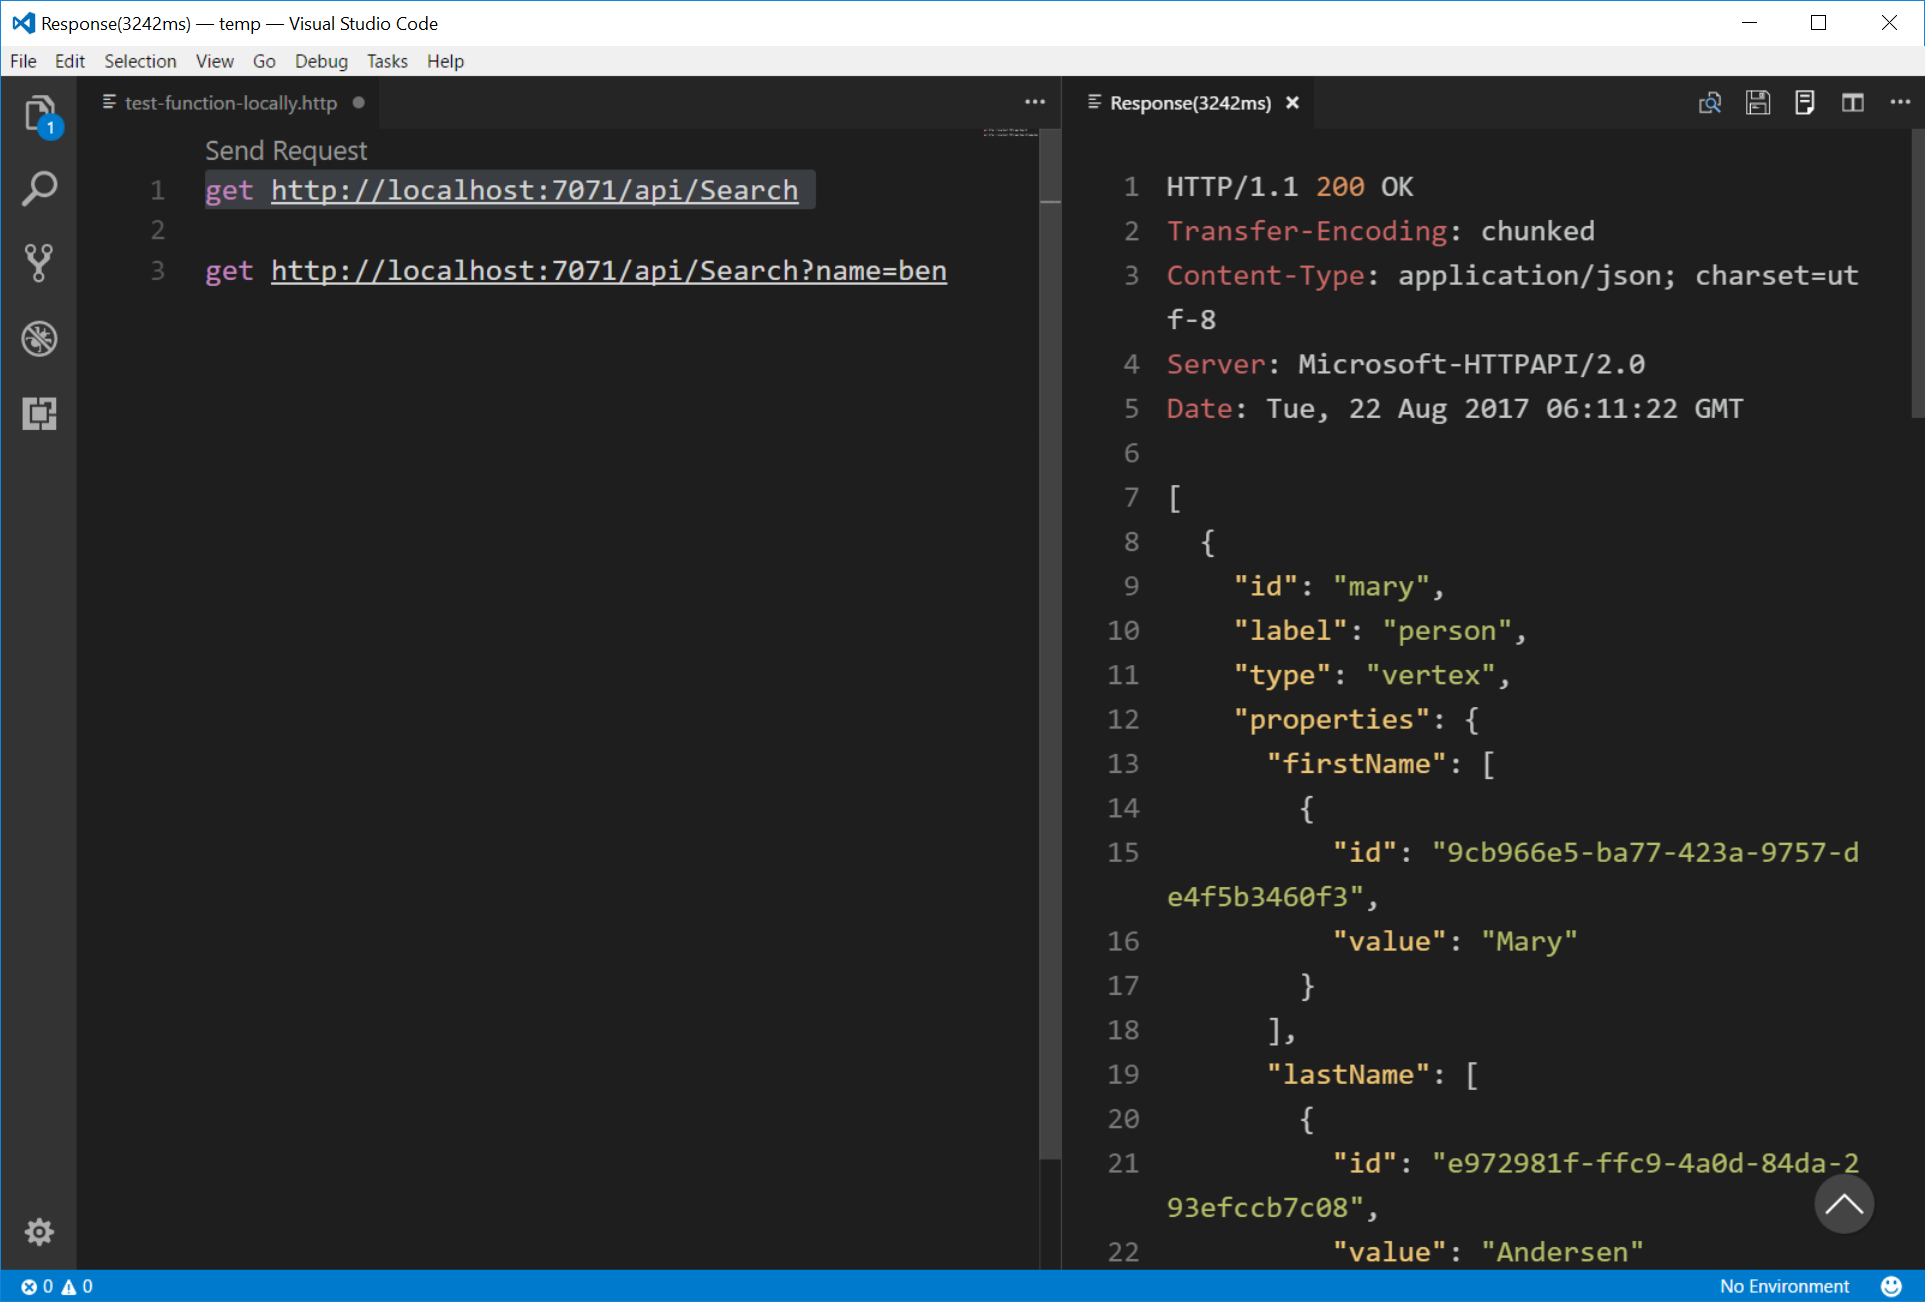 Response(3242ms) — temp — Visual Studio Code
File Edit Selection View Go Debug Tasks Help
1
test-function-locally.http
Send Request
1 get http://localhost:7071/api/Search
2
3 get http://localhost:7071/api/Search?name=ben
Response(3242ms)
1 HTTP/1.1 200 OK
2 Transfer-Encoding: chunked
3 Content-Type: application/json; charset=ut
f-8
4 Server: Microsoft-HTTPAPI/2.0
5 Date: Tue, 22 Aug 2017 06:11:22 GMT
6
7 [
8 {
9 "id": "mary",
10 "label": "person",
11 "type": "vertex",
12 "properties": {
13 "firstName": [
14 {
15 "id": "9cb966e5-ba77-423a-9757-d
e4f5b3460f3",
16 "value": "Mary"
17 }
18 ],
19 "lastName": [
20 {
21 "id": "e972981f-ffc9-4a0d-84da-2
93efccb7c08",
22 "value": "Andersen"
0 0
No Environment